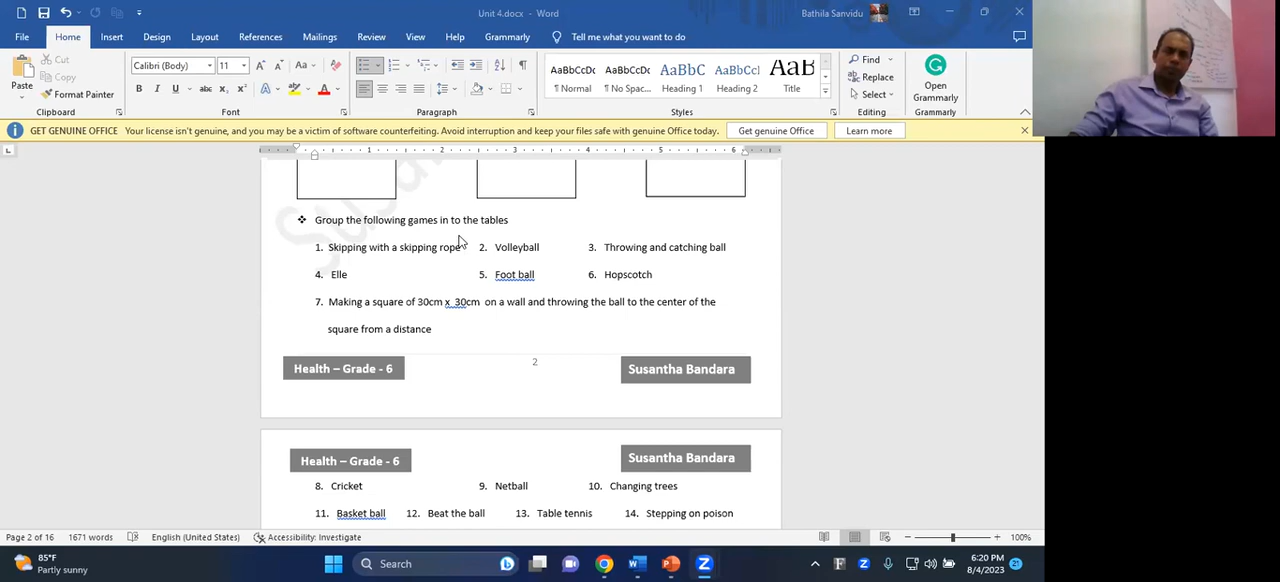 Unit 4.docx - Word
Bathila Sanvidu
File Home Insert Design Layout References Mailings Review View Help Grammarly Tell me what you want to do
Paste
Cut
Copy
Format Painter
Clipboard
Calibri (Body) 11
Font
Paragraph
AaBbCcDc AaBbCcDc AaBbC AaBbCcI AaB
¶ Normal ¶ No Spac... Heading 1 Heading 2 Title
Styles
Find
Replace
Select
Editing
Open
Grammarly
Grammarly
GET GENUINE OFFICE Your license isn't genuine, and you may be a victim of software counterfeiting. Avoid interruption and keep your files safe with genuine Office today. Get genuine Office Learn more
1 2 3 4 5 6
❖ Group the following games in to the tables
1. Skipping with a skipping rope 2. Volleyball 3. Throwing and catching ball
4. Elle 5. Foot ball 6. Hopscotch
7. Making a square of 30cm x 30cm on a wall and throwing the ball to the center of the
square from a distance
2
Health – Grade - 6 Susantha Bandara
Health – Grade - 6 Susantha Bandara
8. Cricket 9. Netball 10. Changing trees
11. Basket ball 12. Beat the ball 13. Table tennis 14. Stepping on poison
Page 2 of 16 1671 words English (United States) Accessibility: Investigate 100%
85°F
Partly sunny
Search
6:20 PM
8/4/2023
21